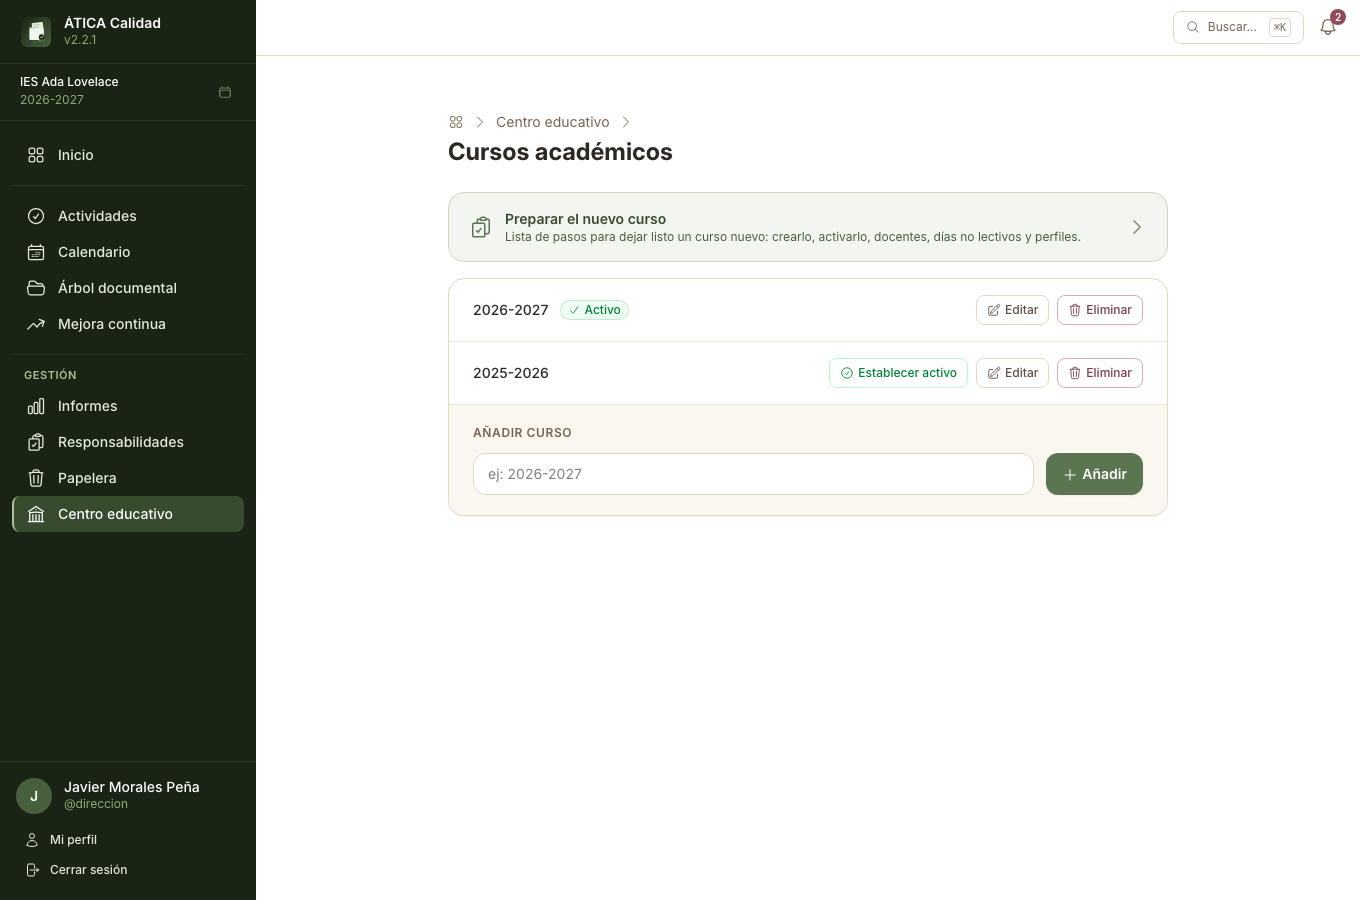 ÁTICA Calidad
v2.2.1
IES Ada Lovelace
2026-2027
Inicio
Actividades
Calendario
Árbol documental
Mejora continua
GESTIÓN
Informes
Responsabilidades
Papelera
Centro educativo
J
Javier Morales Peña
@direccion
Mi perfil
Cerrar sesión
Buscar... ⌘K
2
Centro educativo
Cursos académicos
Preparar el nuevo curso
Lista de pasos para dejar listo un curso nuevo: crearlo, activarlo, docentes, días no lectivos y perfiles.
2026-2027 Activo Editar Eliminar
2025-2026 Establecer activo Editar Eliminar
AÑADIR CURSO
ej: 2026-2027 Añadir